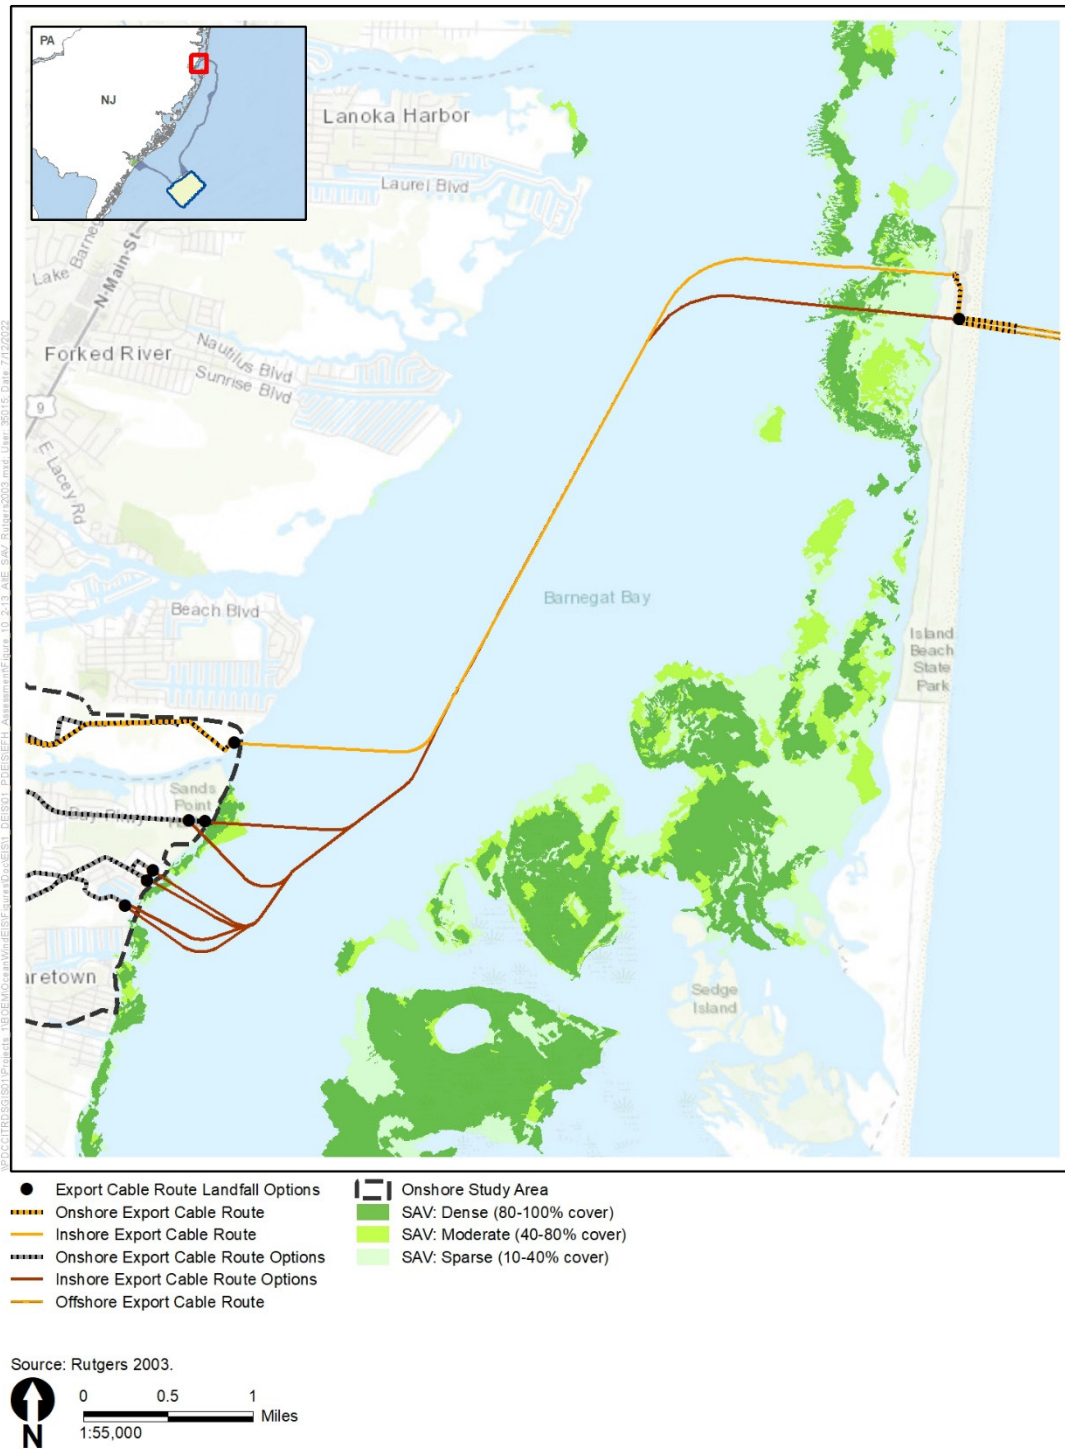 PA
NJ
Lanoka Harbor
Laurel Blvd
Lake Barneg
N Main St
Forked River
Nautilus Blvd
Sunrise Blvd
9
E Lacey Rd
Beach Blvd
Barnegat Bay
Island
Beach
State
Park
Sands
Point
Bay Pkwy
aretown
Sedge
Island
Export Cable Route Landfall Options
Onshore Export Cable Route
Inshore Export Cable Route
Onshore Export Cable Route Options
Inshore Export Cable Route Options
Offshore Export Cable Route
Onshore Study Area
SAV: Dense (80-100% cover)
SAV: Moderate (40-80% cover)
SAV: Sparse (10-40% cover)
Source: Rutgers 2003.
N
0 0.5 1
Miles
1:55,000